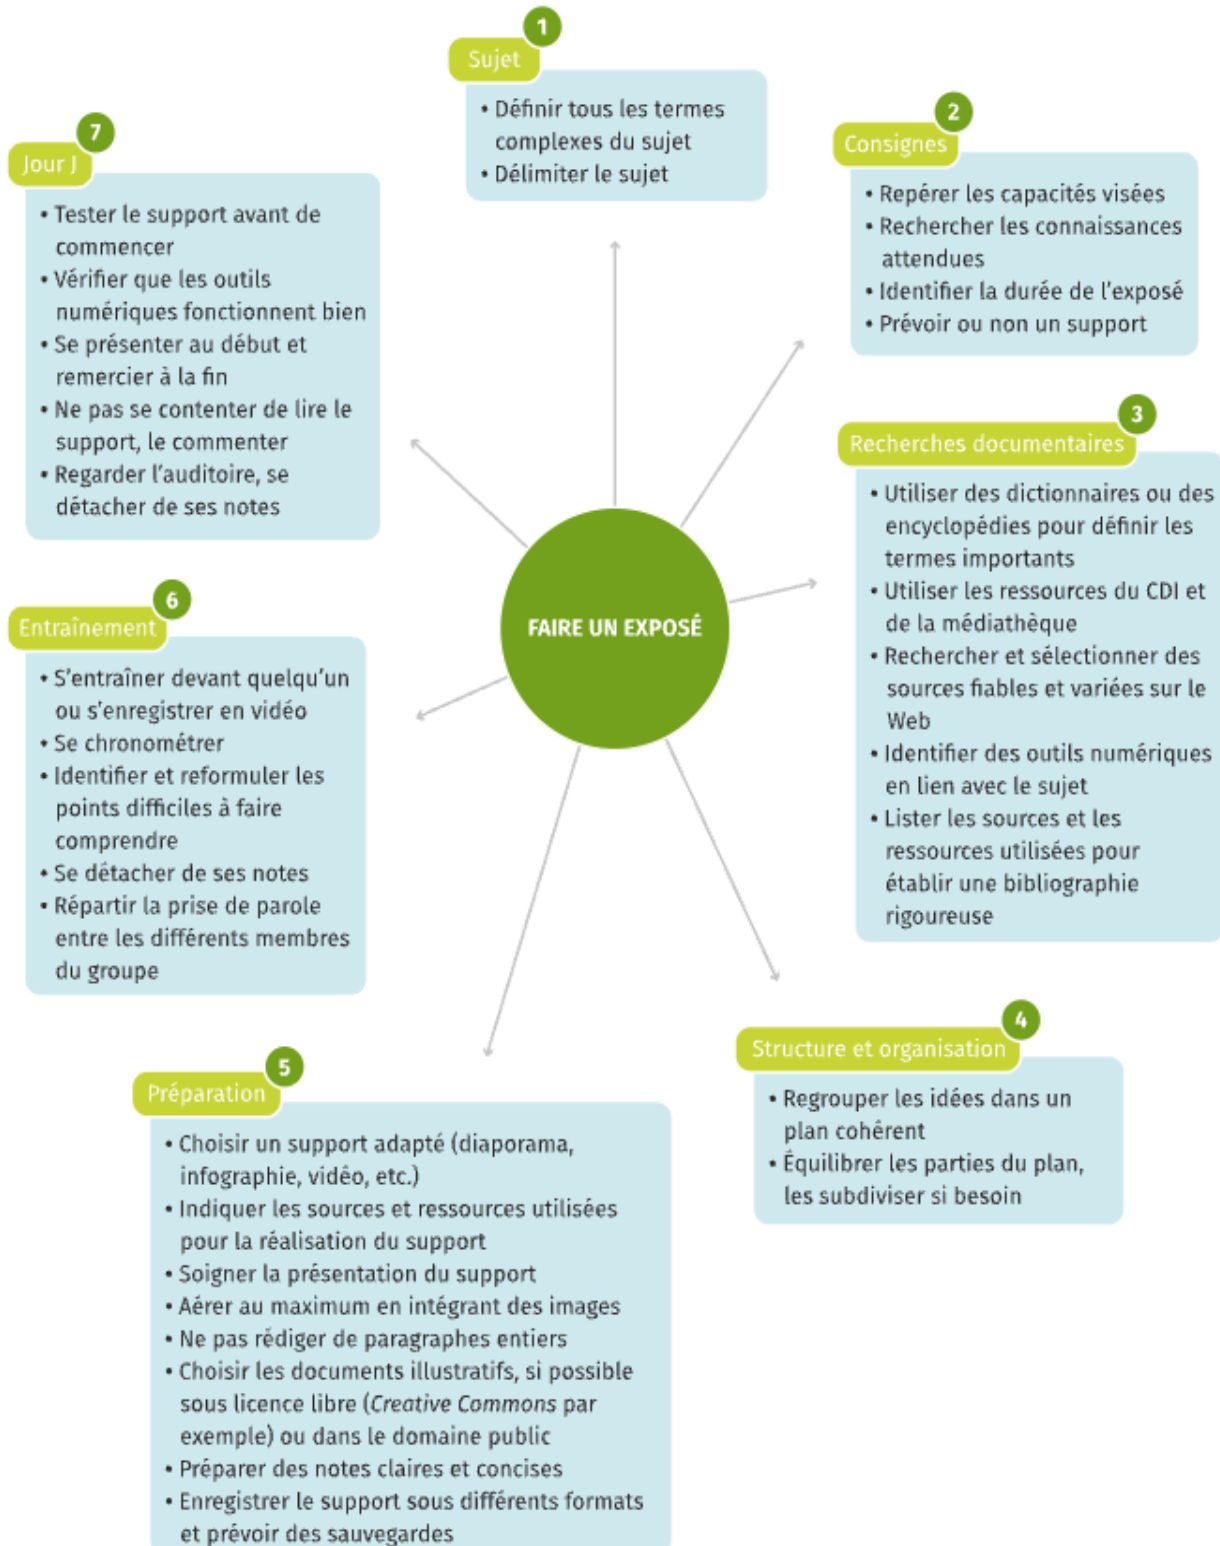 1
Sujet
• Définir tous les termes
complexes du sujet
• Délimiter le sujet
2
Consignes
• Repérer les capacités visées
• Rechercher les connaissances
attendues
• Identifier la durée de l'exposé
• Prévoir ou non un support
3
Recherches documentaires
• Utiliser des dictionnaires ou des
encyclopédies pour définir les
termes importants
• Utiliser les ressources du CDI et
de la médiathèque
• Rechercher et sélectionner des
sources fiables et variées sur le
Web
• Identifier des outils numériques
en lien avec le sujet
• Lister les sources et les
ressources utilisées pour
établir une bibliographie
rigoureuse
4
Structure et organisation
• Regrouper les idées dans un
plan cohérent
• Équilibrer les parties du plan,
les subdiviser si besoin
5
Préparation
• Choisir un support adapté (diaporama,
infographie, vidéo, etc.)
• Indiquer les sources et ressources utilisées
pour la réalisation du support
• Soigner la présentation du support
• Aérer au maximum en intégrant des images
• Ne pas rédiger de paragraphes entiers
• Choisir les documents illustratifs, si possible
sous licence libre (Creative Commons par
exemple) ou dans le domaine public
• Préparer des notes claires et concises
• Enregistrer le support sous différents formats
et prévoir des sauvegardes
6
Entraînement
• S'entraîner devant quelqu'un
ou s'enregistrer en vidéo
• Se chronométrer
• Identifier et reformuler les
points difficiles à faire
comprendre
• Se détacher de ses notes
• Répartir la prise de parole
entre les différents membres
du groupe
7
Jour J
• Tester le support avant de
commencer
• Vérifier que les outils
numériques fonctionnent bien
• Se présenter au début et
remercier à la fin
• Ne pas se contenter de lire le
support, le commenter
• Regarder l'auditoire, se
détacher de ses notes
FAIRE UN EXPOSÉ